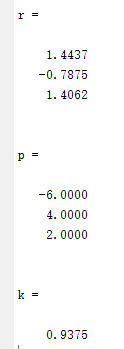 r =
1.4437
-0.7875
1.4062
p =
-6.0000
4.0000
2.0000
k =
0.9375